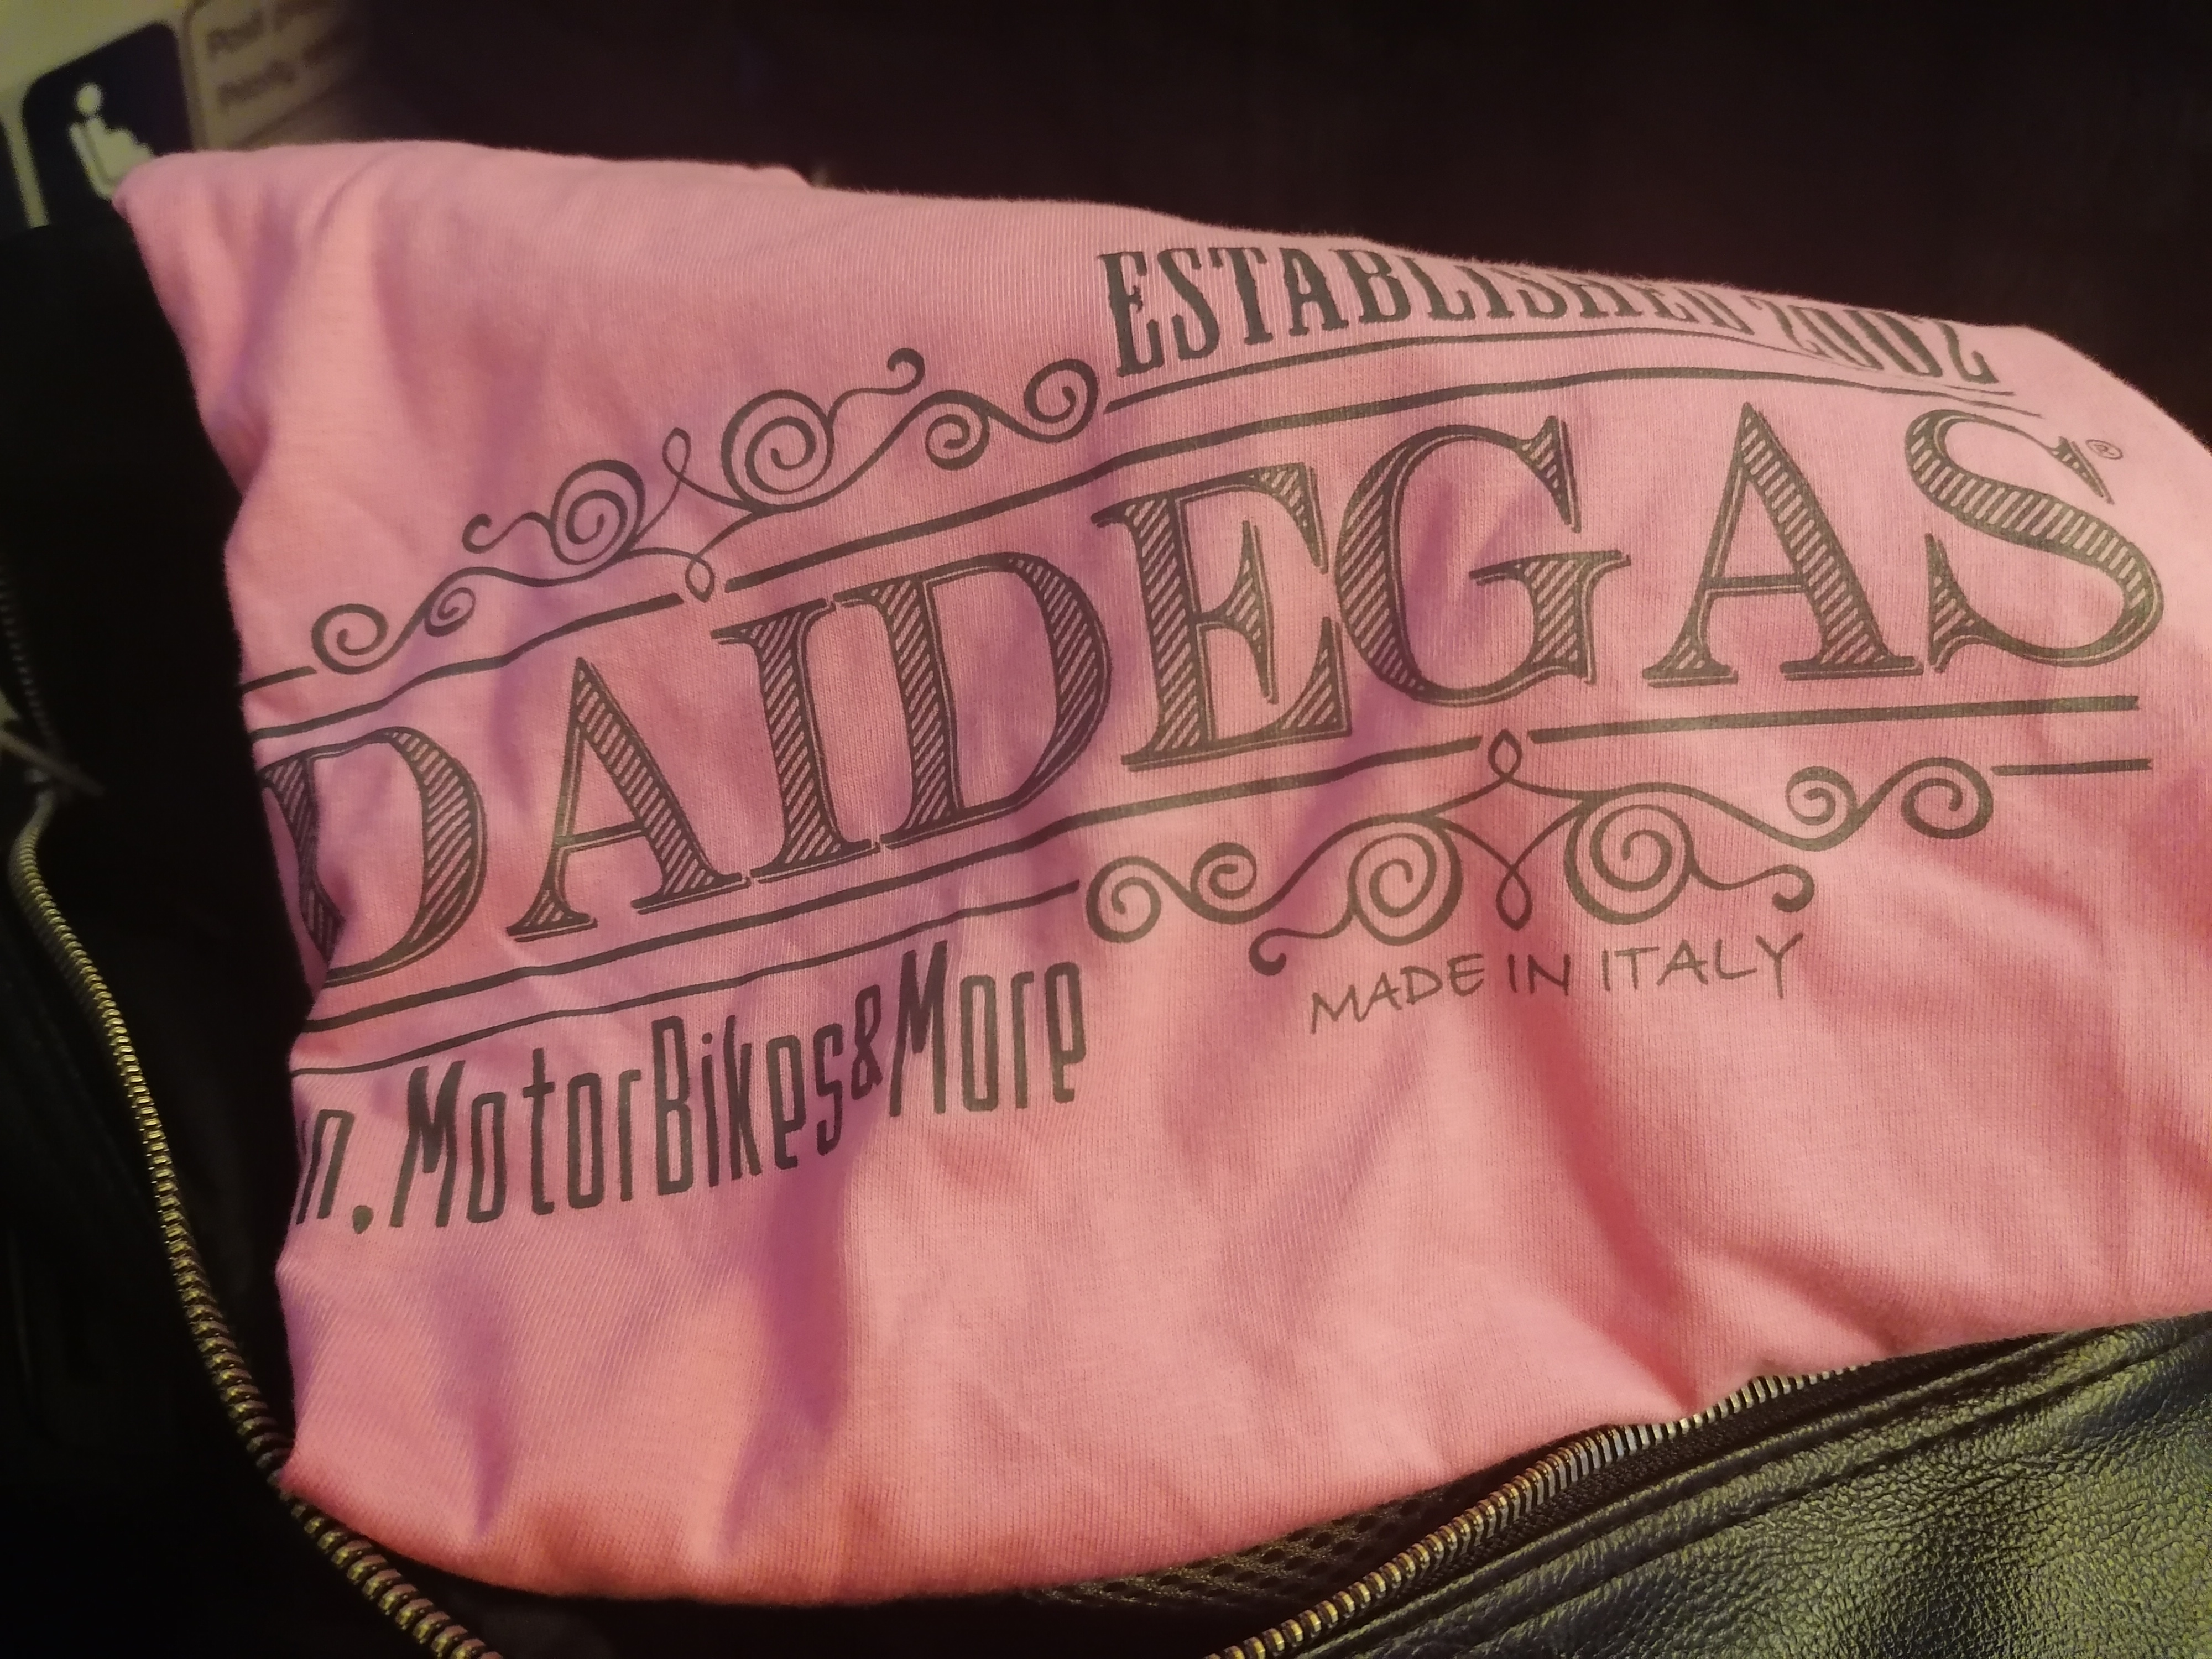 ESTABLISHED 2002
DAIDEGAS®
n.MotorBikes&More
MADE IN ITALY